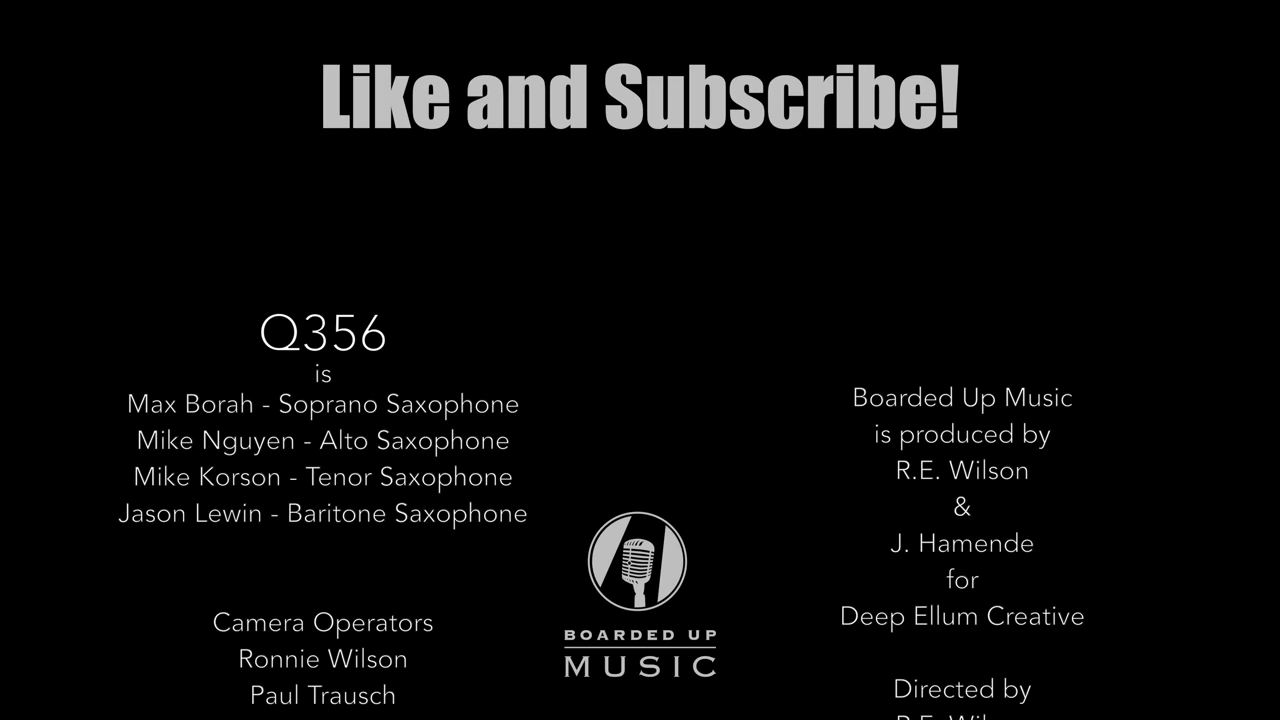 Like and Subscribe!
Q356
is
Max Borah - Soprano Saxophone
Mike Nguyen - Alto Saxophone
Mike Korson - Tenor Saxophone
Jason Lewin - Baritone Saxophone
Camera Operators
Ronnie Wilson
Paul Trausch
BOARDED UP
MUSIC
Boarded Up Music
is produced by
R.E. Wilson
&
J. Hamende
for
Deep Ellum Creative
Directed by